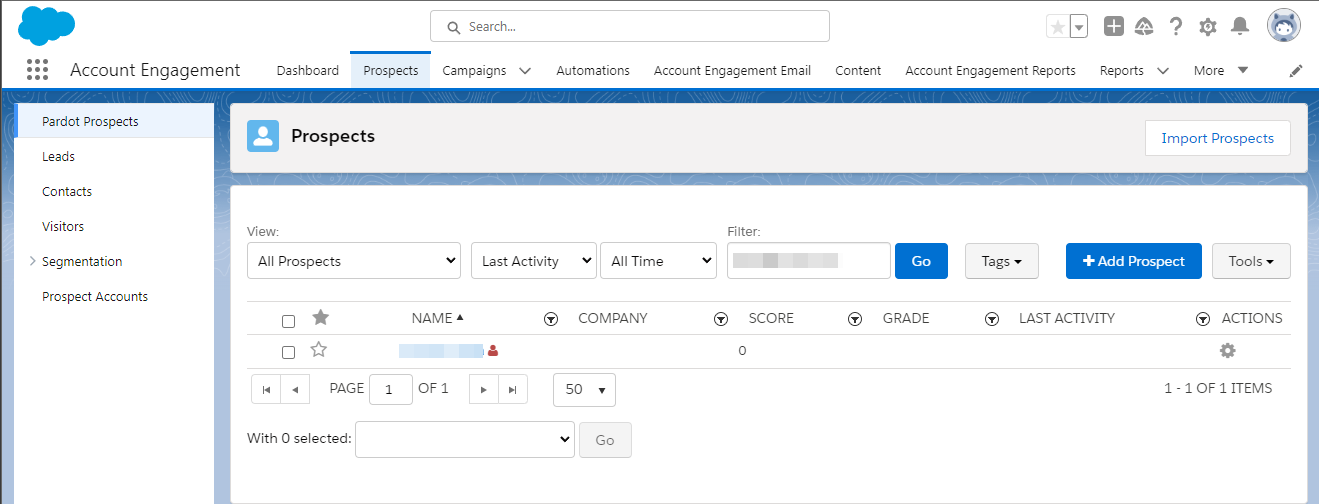 Search...
Account Engagement Dashboard Prospects Campaigns Automations Account Engagement Email Content Account Engagement Reports Reports More
Pardot Prospects
Leads
Contacts
Visitors
Segmentation
Prospect Accounts
Prospects
Import Prospects
View: Filter:
All Prospects Last Activity All Time Go Tags + Add Prospect Tools
NAME COMPANY SCORE GRADE LAST ACTIVITY ACTIONS
0
PAGE 1 OF 1 50 1 - 1 OF 1 ITEMS
With 0 selected: Go